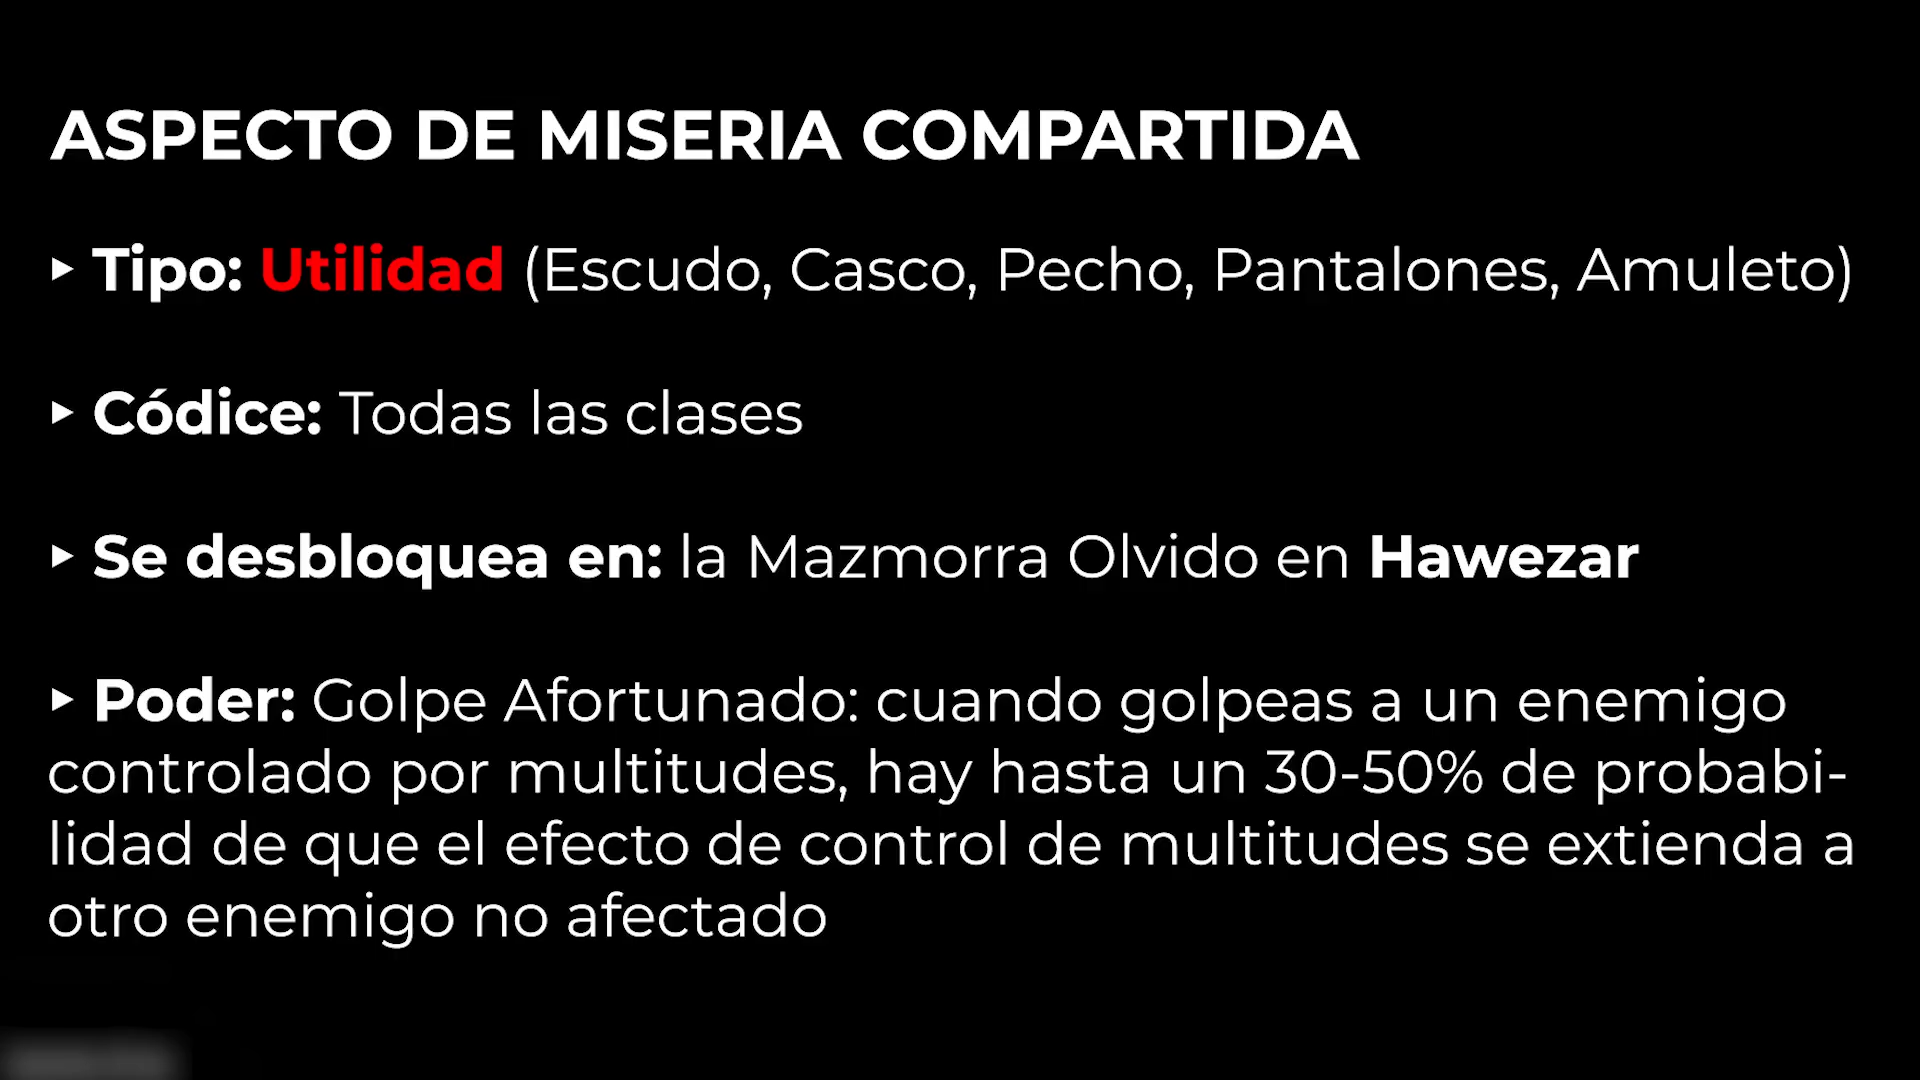 ASPECTO DE MISERIA COMPARTIDA
▸ Tipo: Utilidad (Escudo, Casco, Pecho, Pantalones, Amuleto)
▸ Códice: Todas las clases
▸ Se desbloquea en: la Mazmorra Olvido en Hawezar
▸ Poder: Golpe Afortunado: cuando golpeas a un enemigo
controlado por multitudes, hay hasta un 30-50% de probabi-
lidad de que el efecto de control de multitudes se extienda a
otro enemigo no afectado